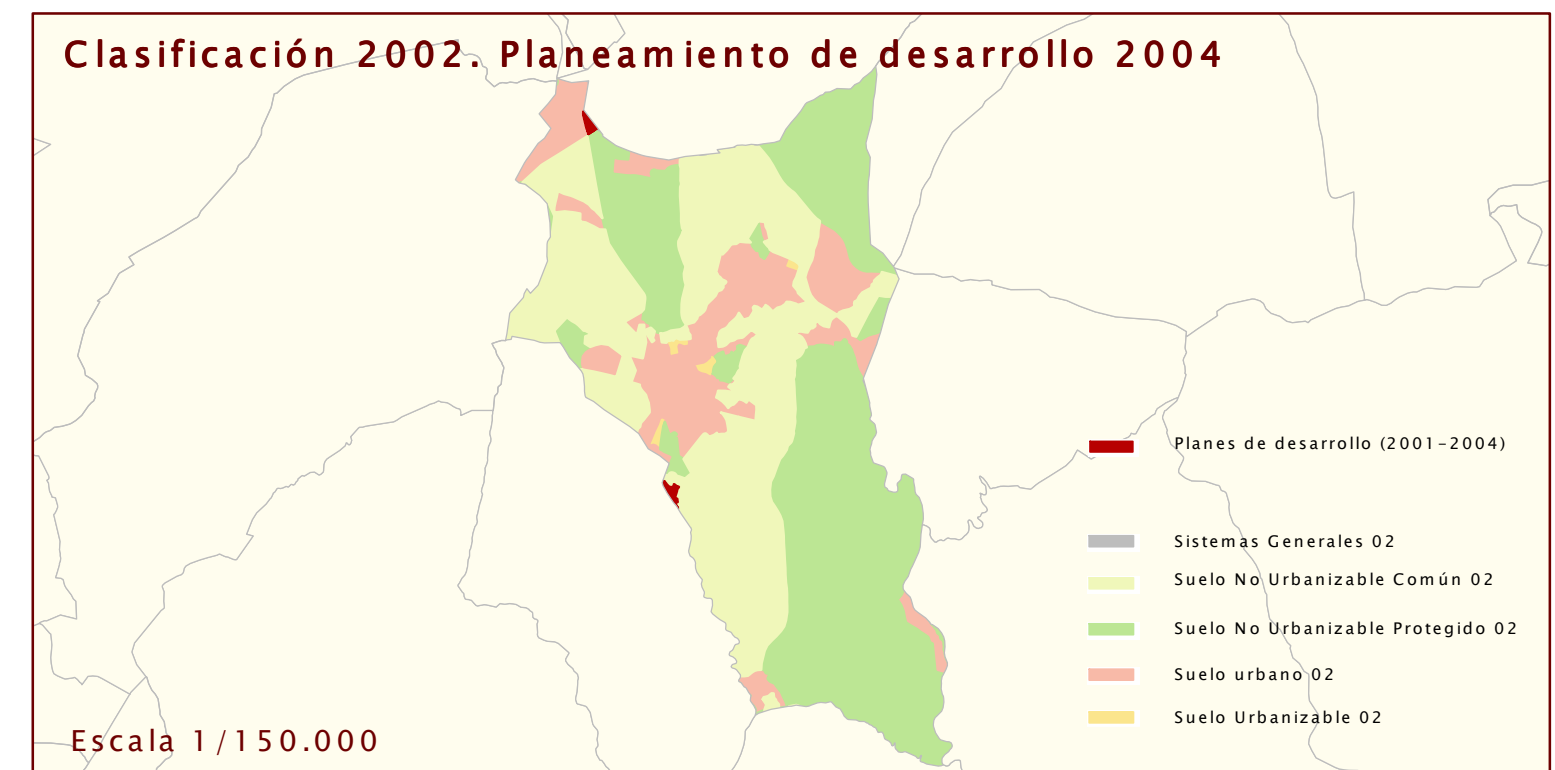 Clasificación 2002. Planeamiento de desarrollo 2004
Planes de desarrollo (2001-2004)
Sistemas Generales 02
Suelo No Urbanizable Común 02
Suelo No Urbanizable Protegido 02
Suelo urbano 02
Suelo Urbanizable 02
Escala 1/150.000